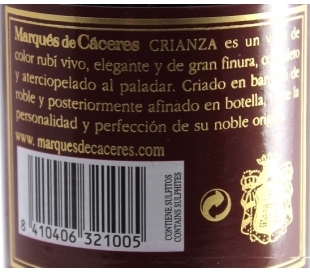 Marqués de Cáceres CRIANZA es un
color rubí vivo, elegante y de gran finura,
y aterciopelado al paladar. Criado en
roble y posteriormente afinado en botella,
personalidad y perfección de su noble
www.marquesdecaceres.com
CONTIENE SULFITOS
CONTAINS SULPHITES
8 410406 321005